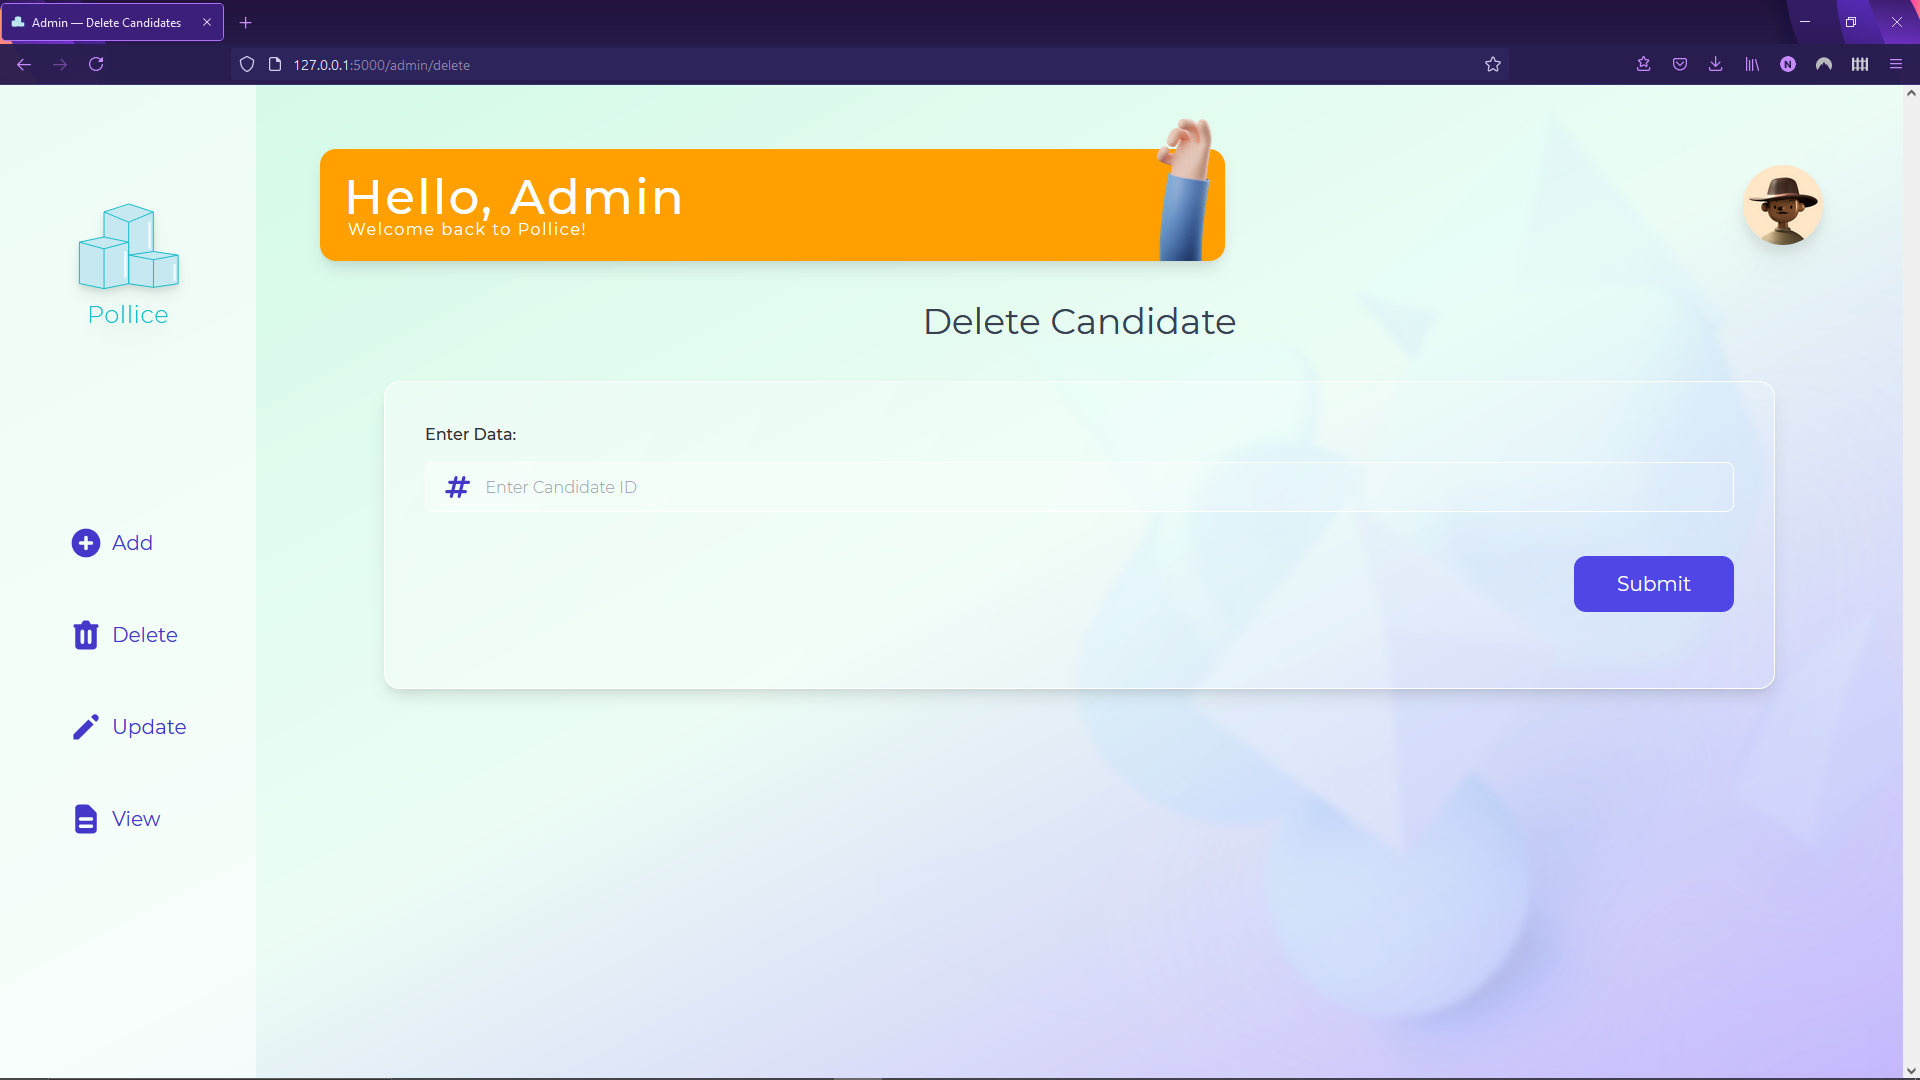 Admin — Delete Candidates
127.0.0.1:5000/admin/delete
N
Pollice
Add
Delete
Update
View
Hello, Admin
Welcome back to Pollice!
Delete Candidate
Enter Data:
# Enter Candidate ID
Submit